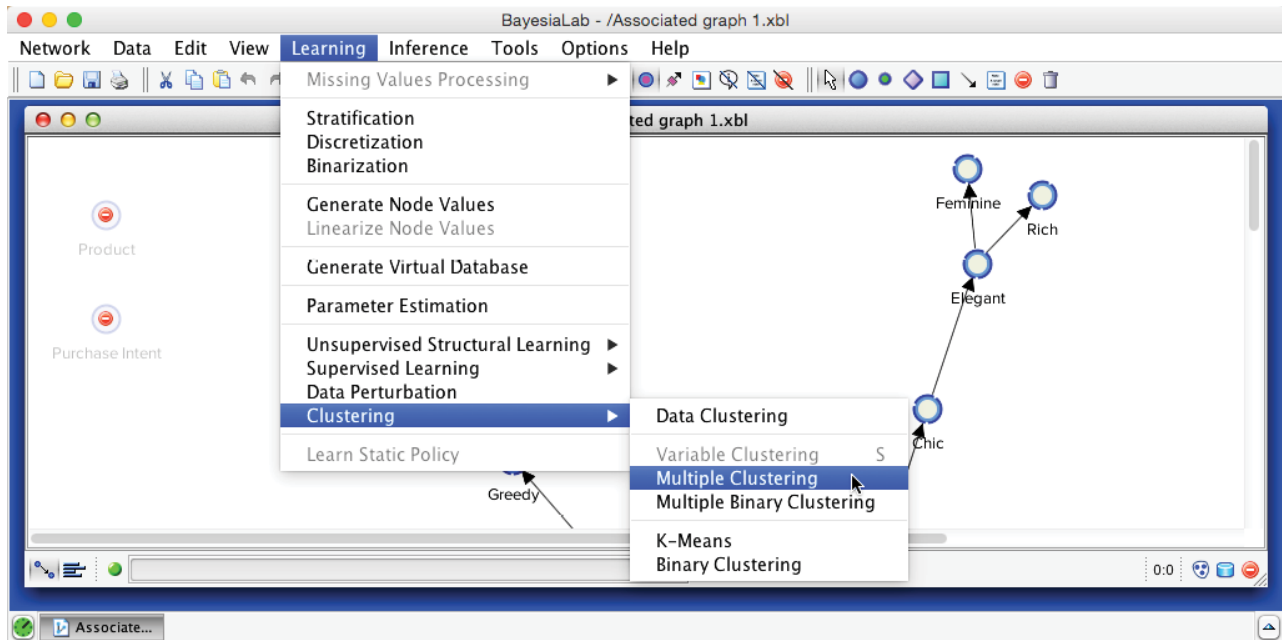 BayesiaLab - /Associated graph 1.xbl
Network Data Edit View Learning Inference Tools Options Help
ted graph 1.xbl
Missing Values Processing
Stratification
Discretization
Binarization
Generate Node Values
Linearize Node Values
Generate Virtual Database
Parameter Estimation
Unsupervised Structural Learning
Supervised Learning
Data Perturbation
Clustering
Learn Static Policy
Data Clustering
Variable Clustering S
Multiple Clustering
Multiple Binary Clustering
K-Means
Binary Clustering
Product
Purchase Intent
Feminine
Rich
Elegant
Chic
Greedy
0:0
Associate...